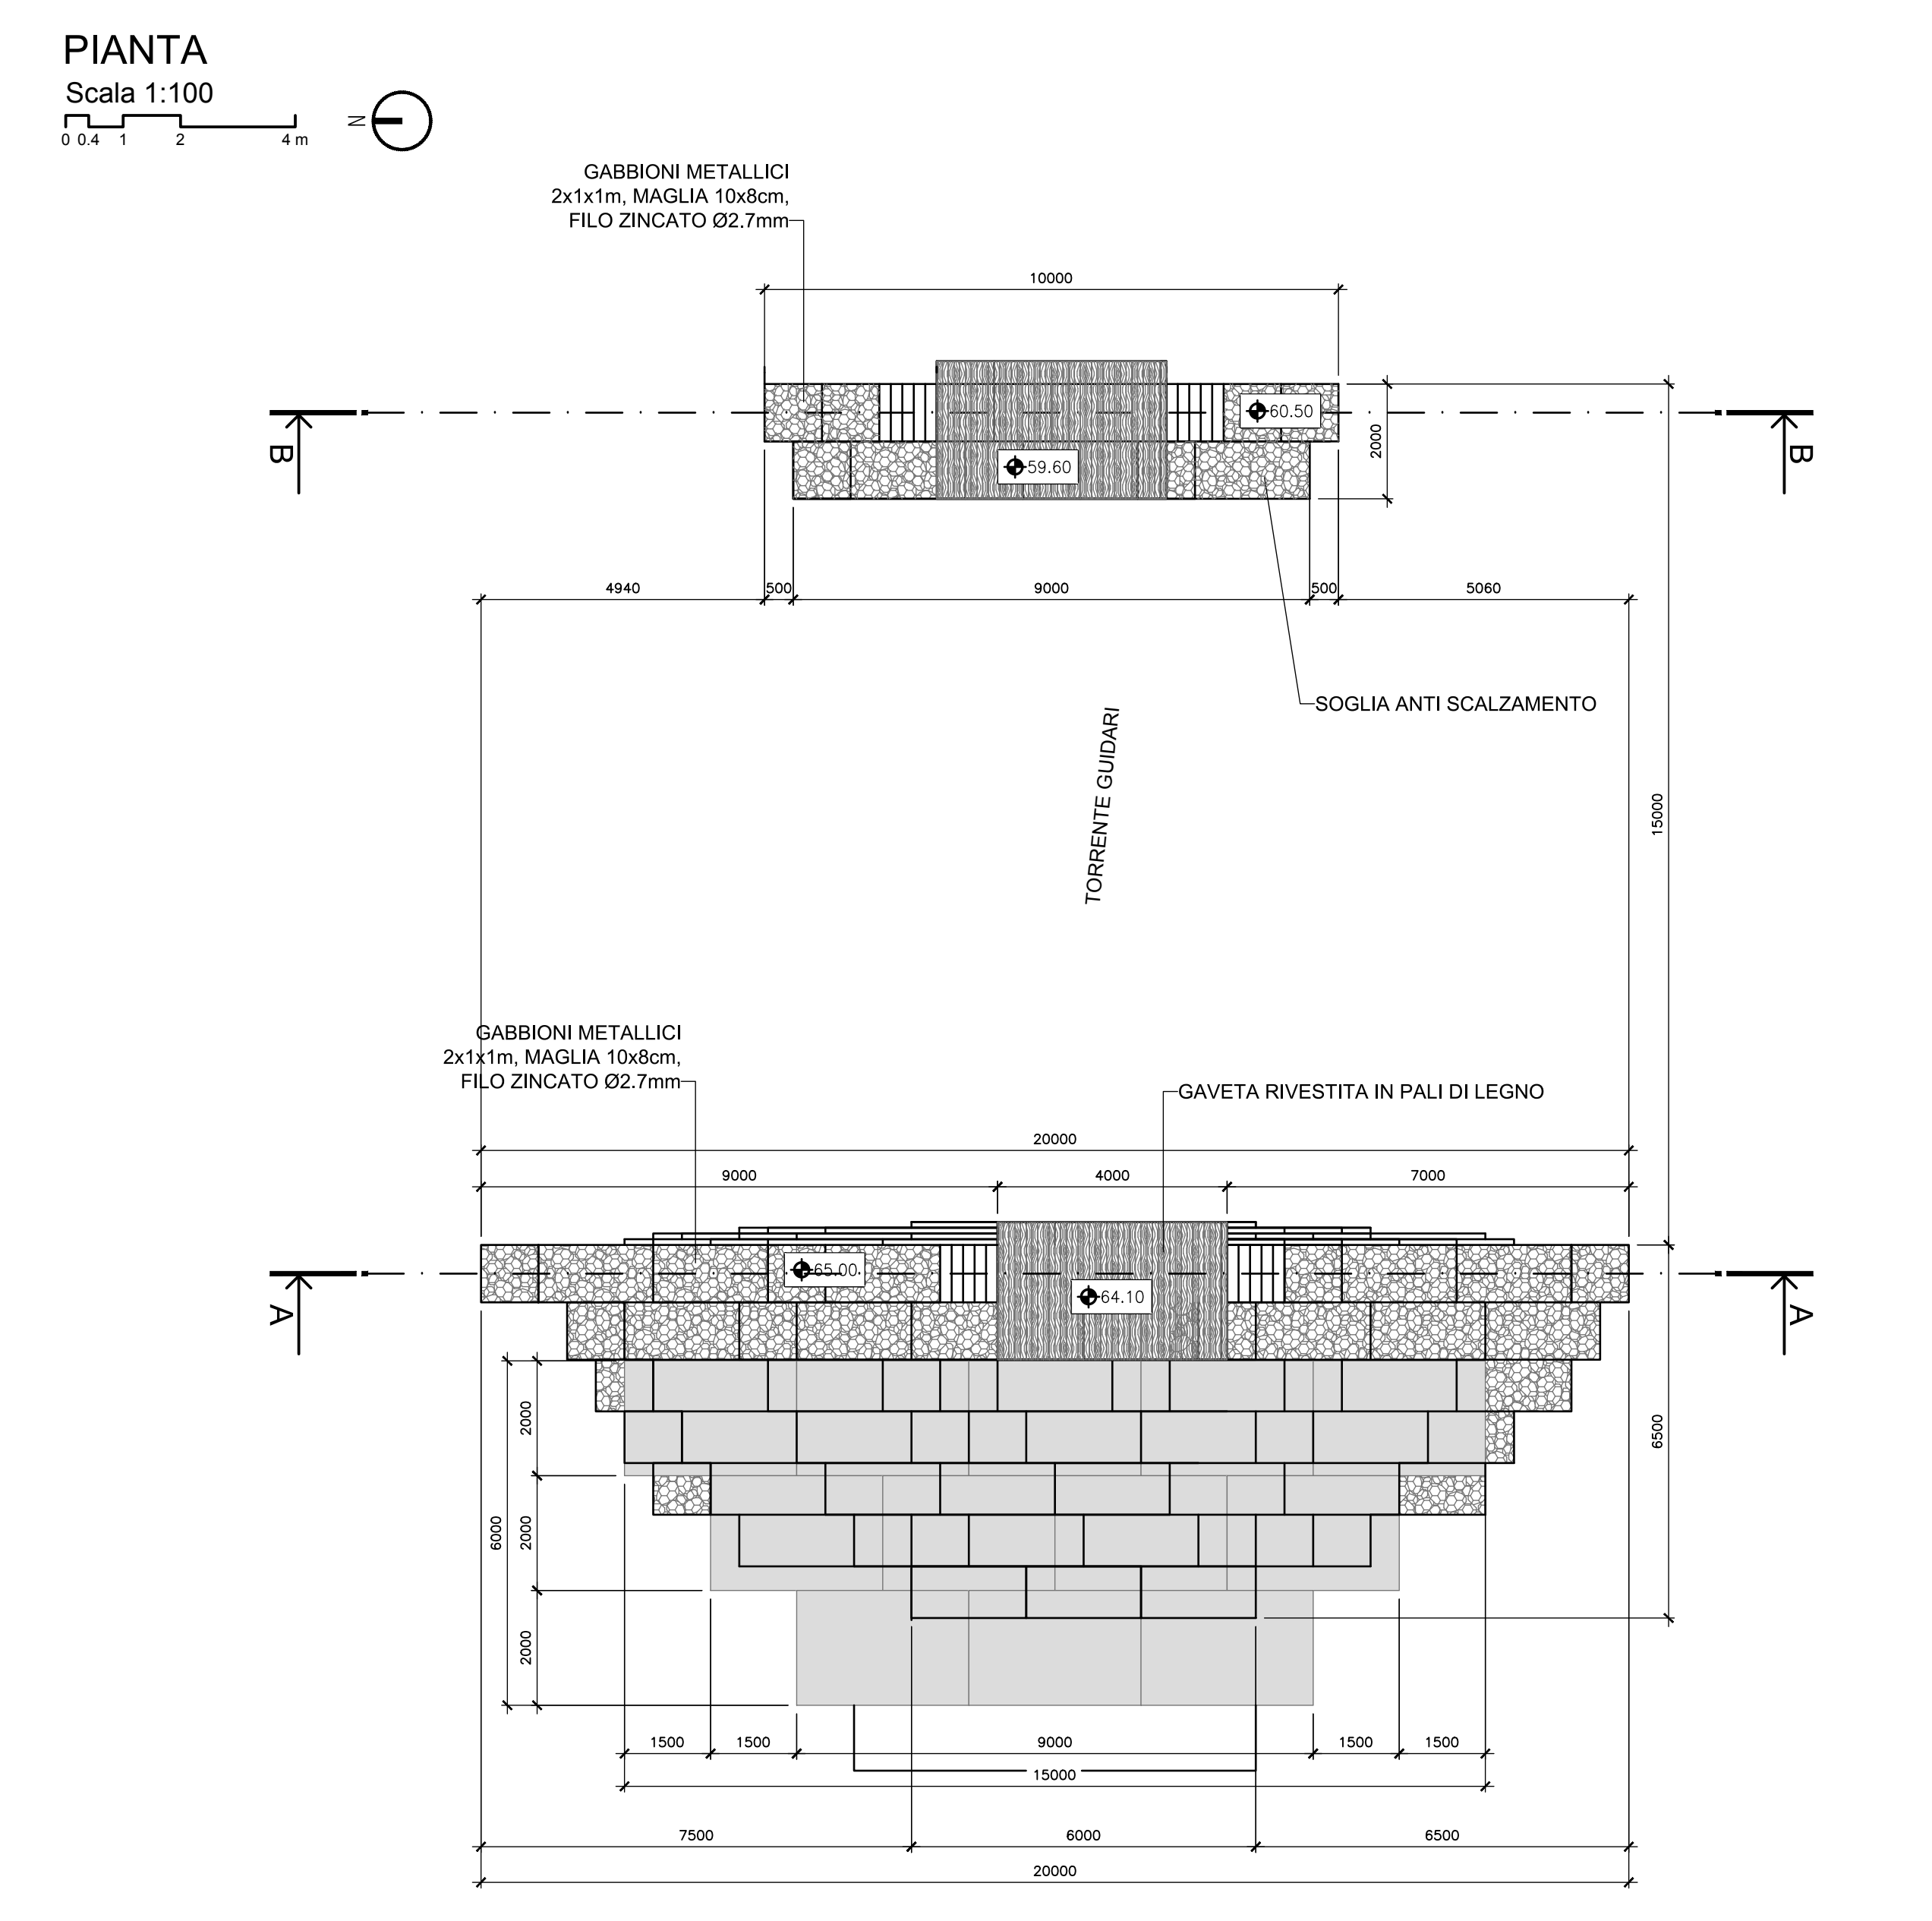 PIANTA
Scala 1:100
0 0.4 1 2 4 m
N
GABBIONI METALLICI
2x1x1m, MAGLIA 10x8cm,
FILO ZINCATO Ø2.7mm
10000
60.50
59.60
2000
B
B
4940 500 9000 500 5060
SOGLIA ANTI SCALZAMENTO
TORRENTE GUIDARI
15000
GABBIONI METALLICI
2x1x1m, MAGLIA 10x8cm,
FILO ZINCATO Ø2.7mm
GAVETA RIVESTITA IN PALI DI LEGNO
20000
9000 4000 7000
65.00
64.10
A
A
2000
6500
6000
2000
2000
1500 1500 9000 1500 1500
15000
7500 6000 6500
20000